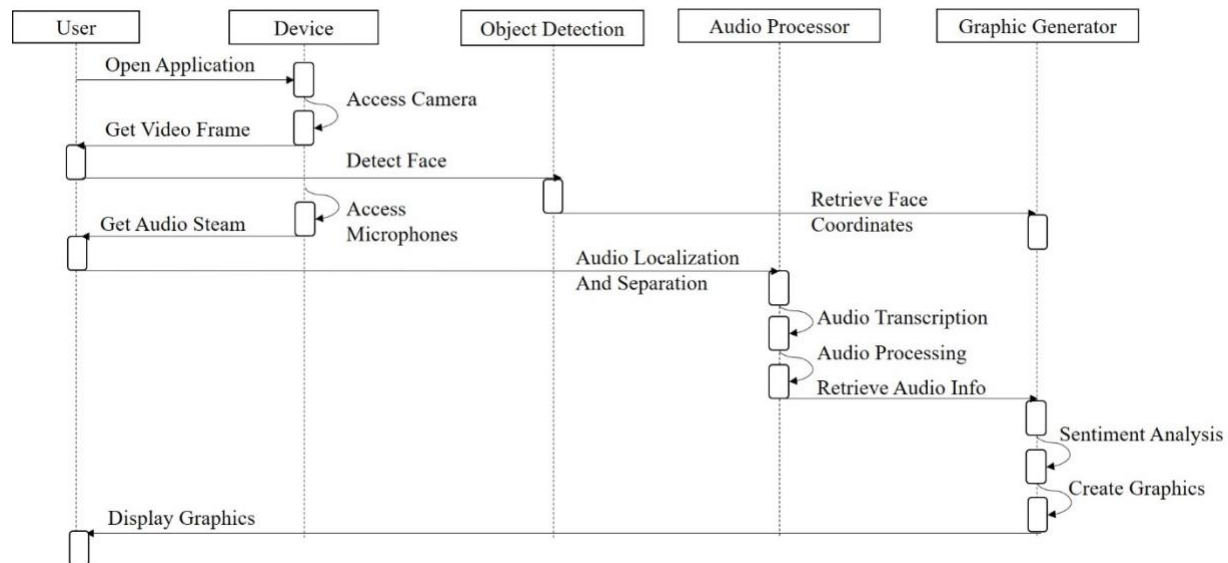 User
Device
Object Detection
Audio Processor
Graphic Generator
Open Application
Access Camera
Get Video Frame
Detect Face
Retrieve Face
Coordinates
Access
Microphones
Get Audio Steam
Audio Localization
And Separation
Audio Transcription
Audio Processing
Retrieve Audio Info
Sentiment Analysis
Create Graphics
Display Graphics